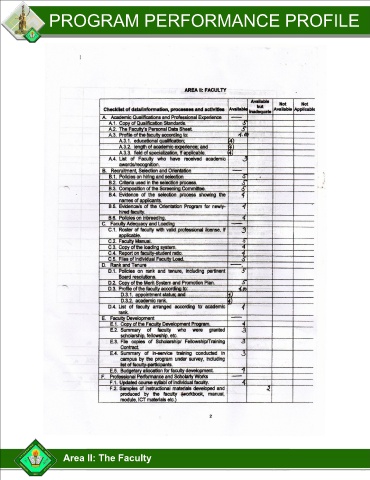 PROGRAM PERFORMANCE PROFILE
AREA II: FACULTY
Checklist of data/information, processes and activities Available Available but Inadequate Not Available Not Applicable
A. Academic Qualifications and Professional Experience
A.1. Copy of Qualification Standards. 5
A.2. The Faculty's Personal Data Sheet. 5
A.3. Profile of the faculty according to:
A.3.1. educational qualification; (4)
A.3.2. length of academic experience; and
A.3.3. field of specialization, if applicable. (4)
A.4. List of Faculty who have received academic 3
awards/recognition.
B. Recruitment, Selection and Orientation
B.1. Policies on hiring and selection. 5
B.2. Criteria used in the selection process. 5
B.3. Composition of the Screening Committee. 5
B.4. Evidence of the selection process showing the 4
names of applicants.
B.5. Evidence/s of the Orientation Program for newly- 4
hired faculty.
B.6. Policies on interesting. 4
C. Faculty Adequacy and Loading
C.1. Roster of faculty with valid professional license, if 3
applicable.
C.2. Faculty Manual. 5
C.3. Copy of the loading system. 4
C.4. Report on faculty-student ratio. 4
C.5. Files of Individual Faculty Load. 5
D. Rank and Tenure
D.1. Policies on rank and tenure, including pertinent 5
Board resolutions.
D.2. Copy of the Merit System and Promotion Plan. 5
D.3. Profile of the faculty according to:
D.3.1. appointment status; and (4)
D.3.2. academic rank. (4)
D.4. List of faculty arranged according to academic 4
rank.
E. Faculty Development
E.1. Copy of the Faculty Development Program. 4
E.2. Summary of faculty who were granted 3
scholarship, fellowship, etc.
E.3. File copies of Scholarship/ Fellowship/Training 3
Contract.
E.4. Summary of in-service training conducted in 3
campus by the program under survey, including
list of faculty-participants.
E.5. Budgetary allocation for faculty development. 4
F. Professional Performance and Scholarly Works
F.1. Updated course syllabi of individual faculty. 4
F.2. Samples of instructional materials developed and 2
produced by the faculty (workbook, manual,
module, ICT materials etc.)
2
Area II: The Faculty